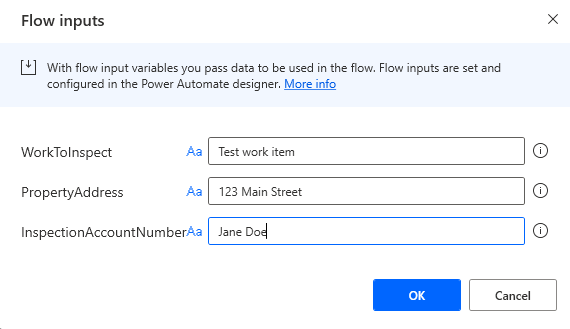 Flow inputs
With flow input variables you pass data to be used in the flow. Flow inputs are set and
configured in the Power Automate designer. More info
WorkToInspect Aa Test work item
PropertyAddress Aa 123 Main Street
InspectionAccountNumber Aa Jane Doe
OK Cancel